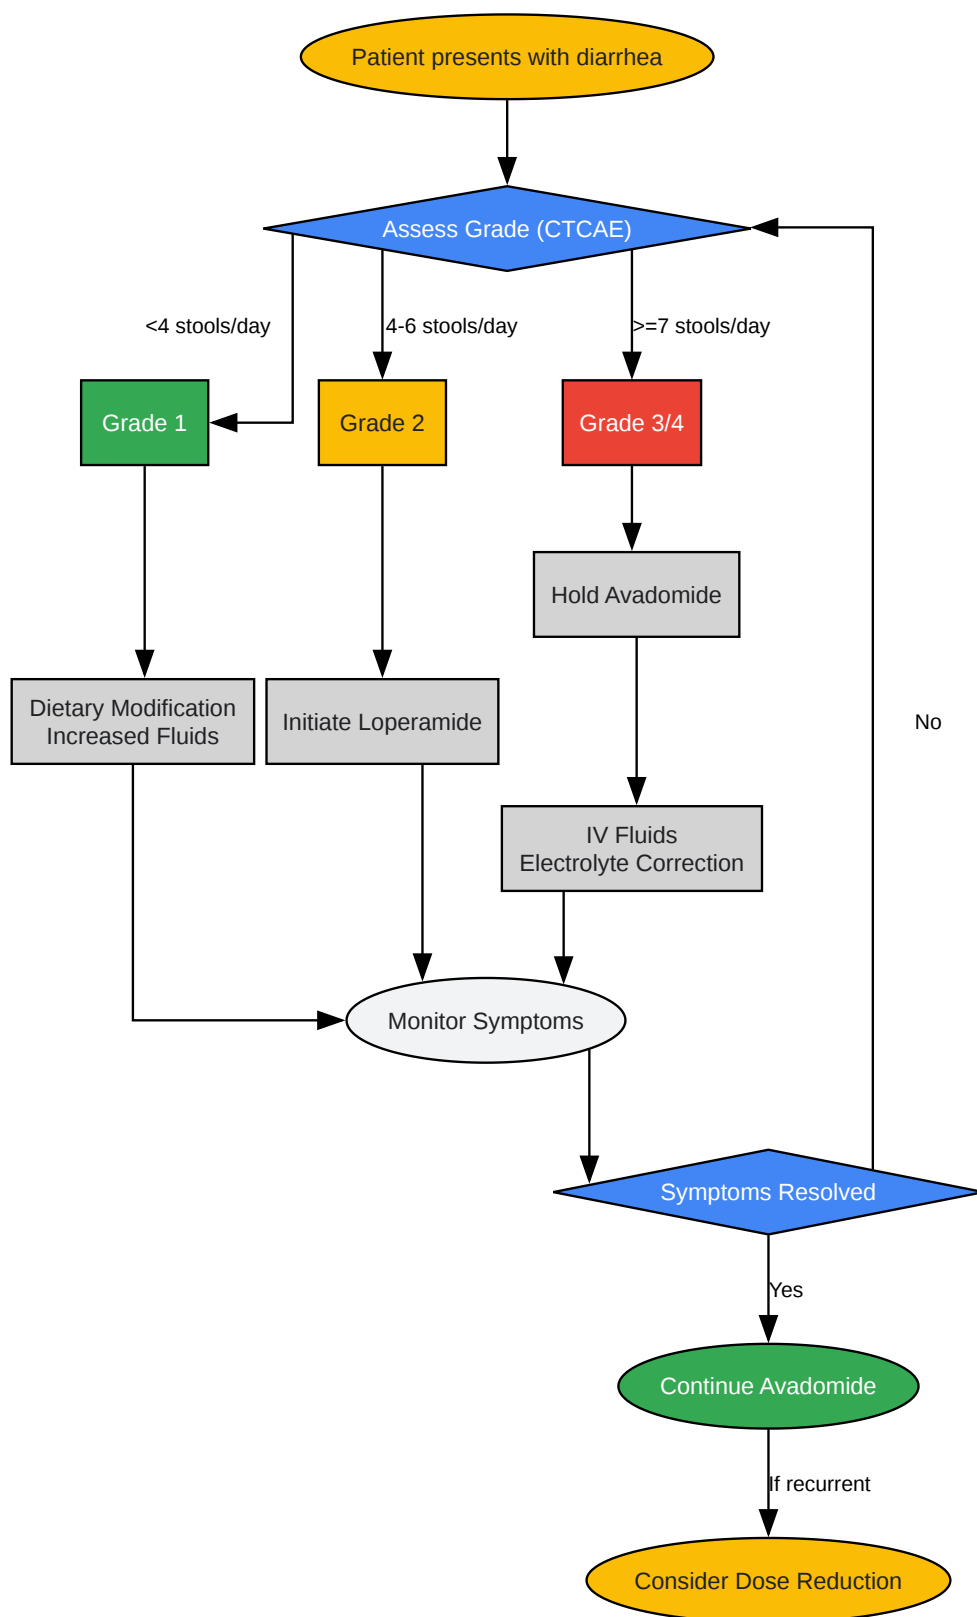 Patient presents with diarrhea
Assess Grade (CTCAE)
<4 stools/day
4-6 stools/day
>=7 stools/day
Grade 1
Grade 2
Grade 3/4
Hold Avadomide
Dietary Modification
Increased Fluids
Initiate Loperamide
No
IV Fluids
Electrolyte Correction
Monitor Symptoms
Symptoms Resolved
Yes
Continue Avadomide
If recurrent
Consider Dose Reduction